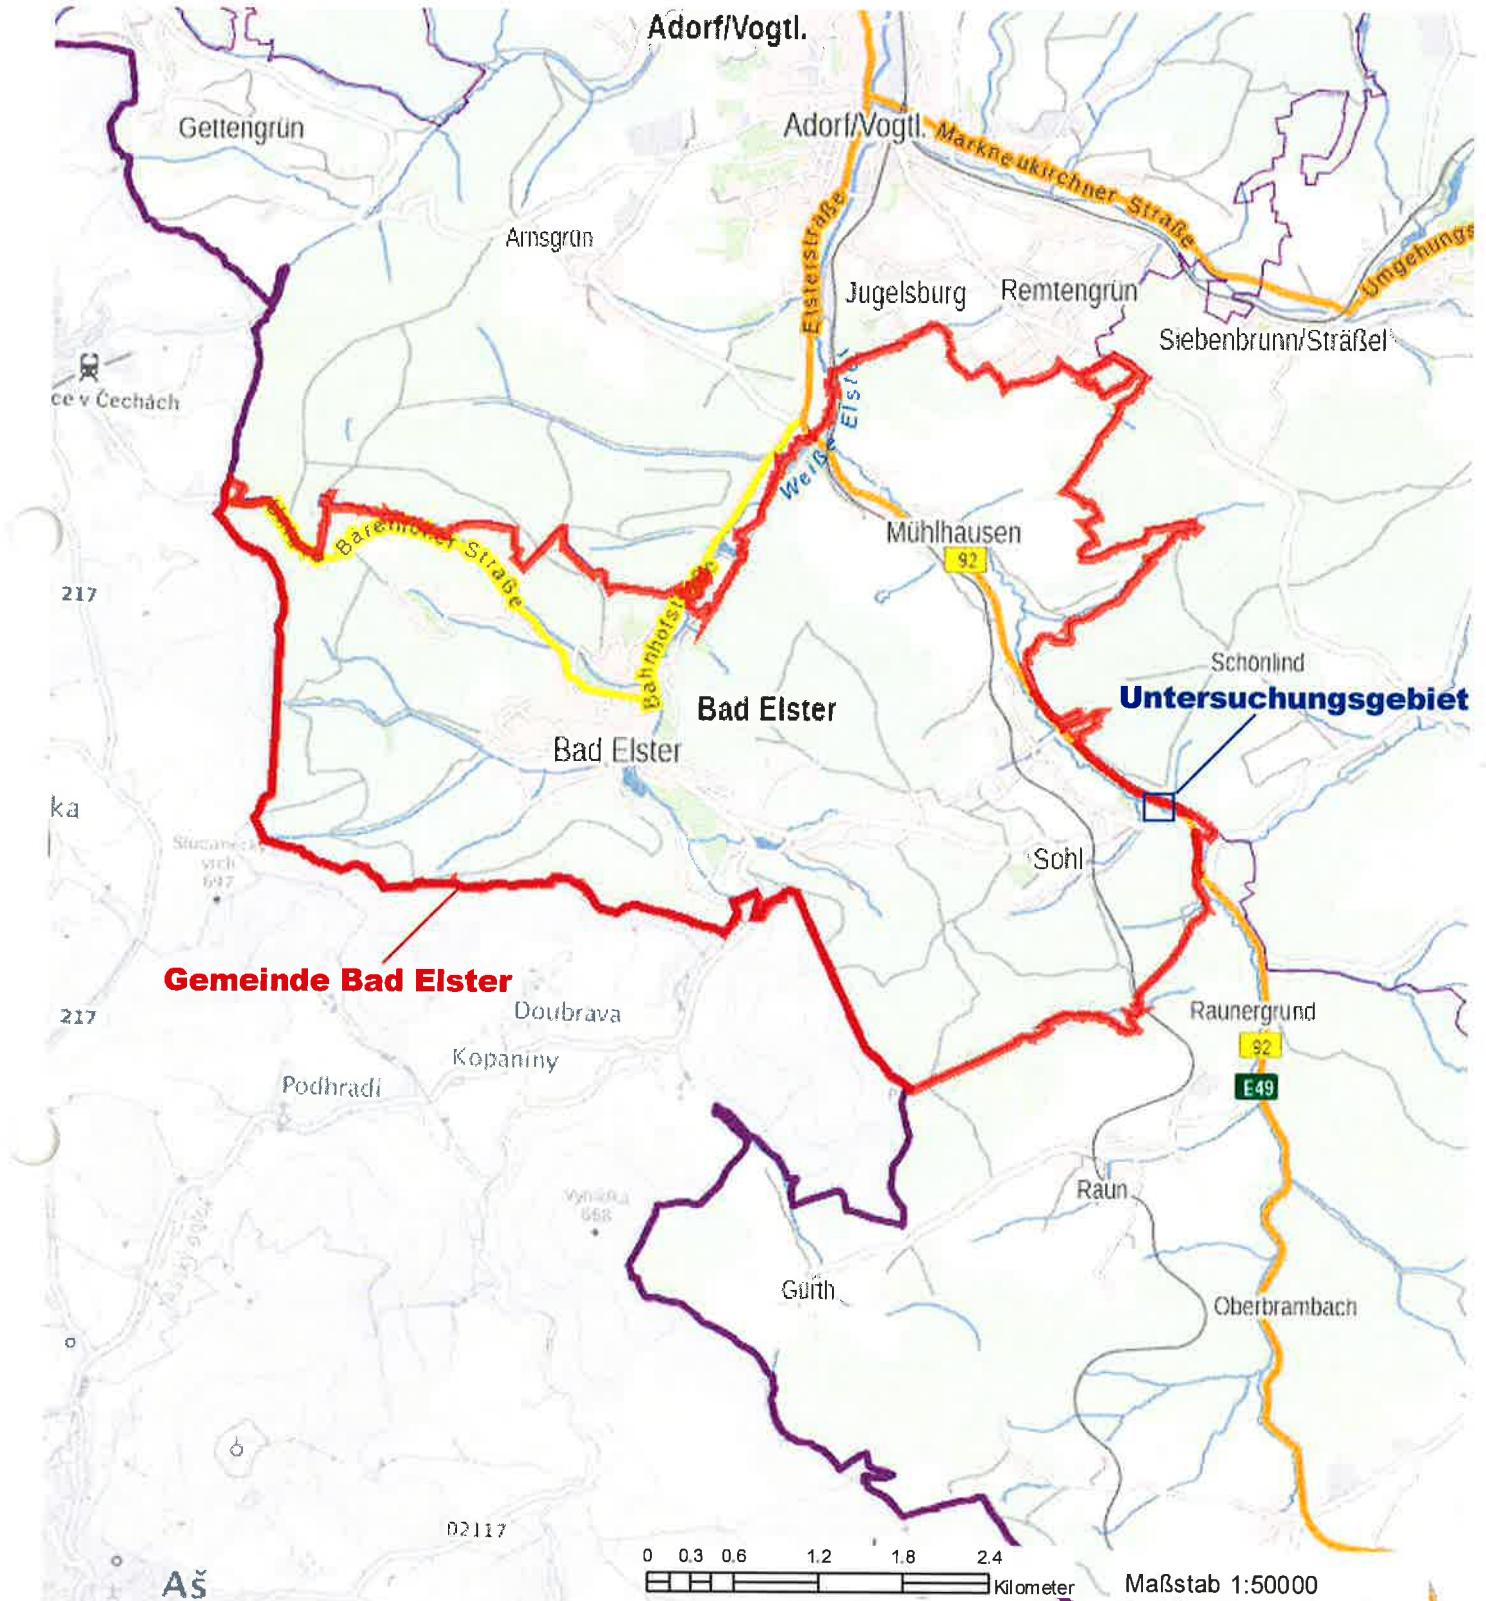 Adorf/Vogtl.
Gettengrün
Adorf/Vogtl.
Markneukirchner Straße
Arnsgrün
Elsterstraße
Umgehungs
Jugelsburg
Remtengrün
Siebenbrunn/Sträßel
ce v Čechách
Weiße Elster
Bärenloher Straße
Mühlhausen
92
217
Bahnhofstraße
Schönlind
Untersuchungsgebiet
Bad Elster
Bad Elster
ka
vrch
697
Sohl
Gemeinde Bad Elster
Doubrava
217
Raunergrund
Kopaniny
92
Podhradí
E49
Raun
Vyhlídka
668
Gürth
Oberbrambach
02117
0 0.3 0.6 1.2 1.8 2.4
Kilometer
Maßstab 1:50000
Aš